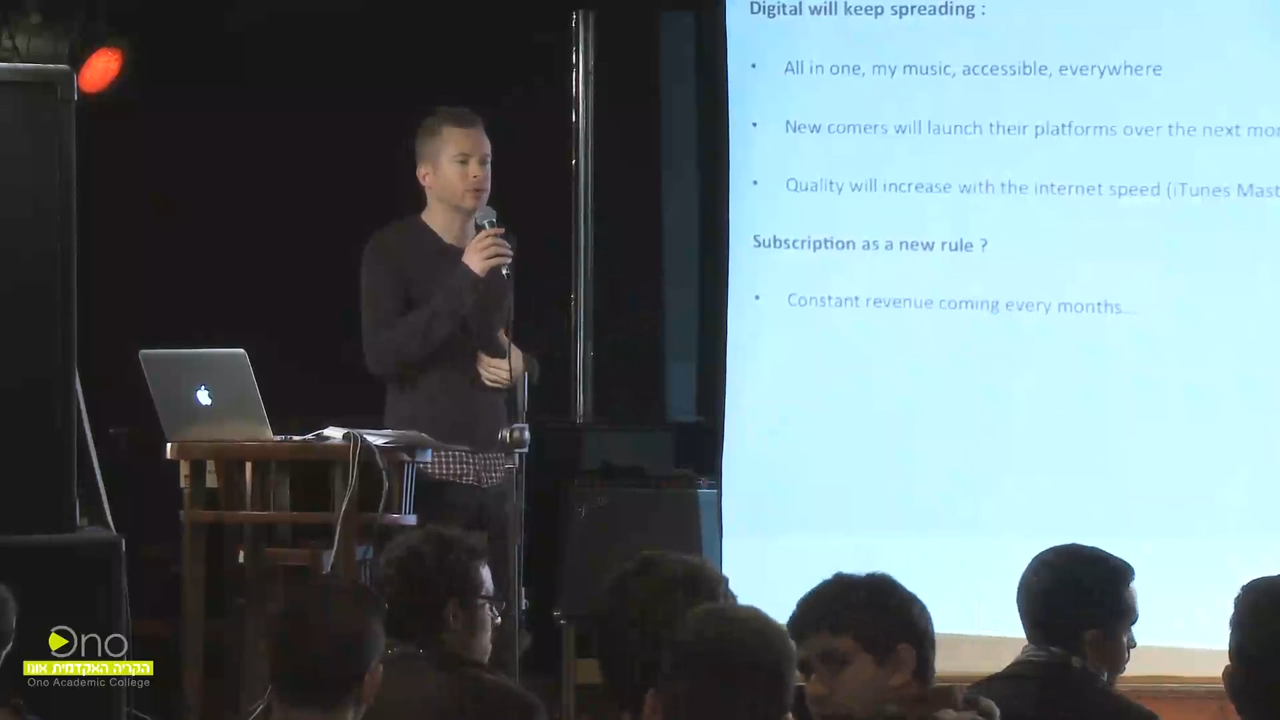 Digital will keep spreading :
• All in one, my music, accessible, everywhere
• New comers will launch their platforms over the next
• Quality will increase with the internet speed (iTunes
Subscription as a new rule ?
• Constant revenue coming every months...
Ono
הקריה האקדמית אונו
Ono Academic College